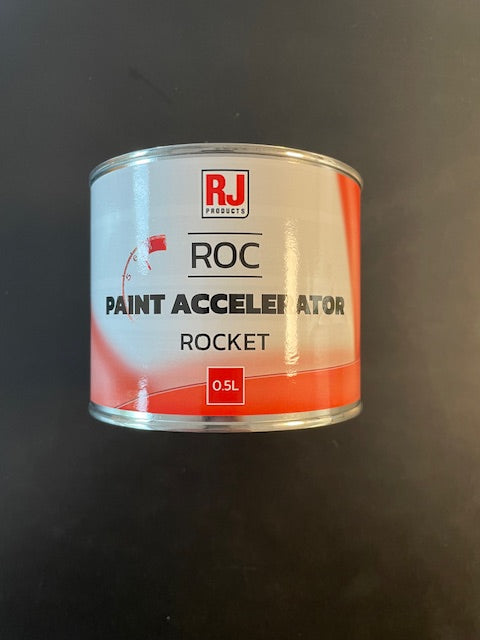 RJ
PRODUCTS
ROC
PAINT ACCELERATOR
ROCKET
0.5L